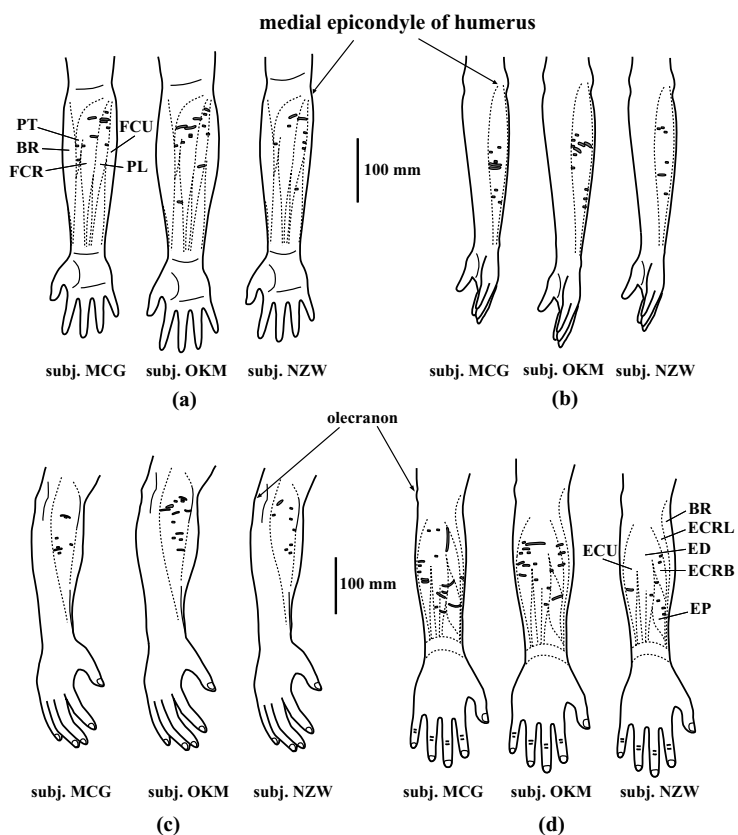 medial epicondyle of humerus
PT
BR
FCR
FCU
PL
100 mm
subj. MCG
subj. OKM
subj. NZW
(a)
subj. MCG
subj. OKM
subj. NZW
(b)
olecranon
100 mm
subj. MCG
subj. OKM
subj. NZW
(c)
ECU
BR
ECRL
ED
ECRB
EP
subj. MCG
subj. OKM
subj. NZW
(d)